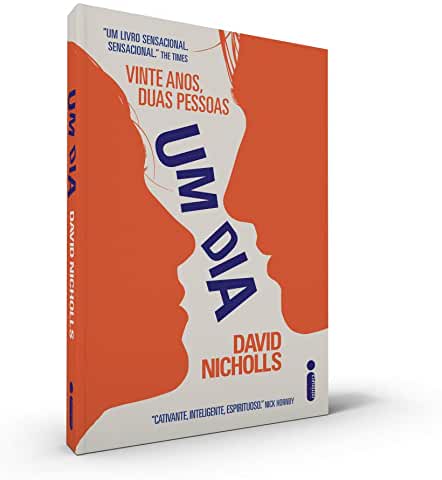 "UM LIVRO SENSACIONAL.
SENSACIONAL." THE TIMES
VINTE ANOS,
DUAS PESSOAS
UM DIA
DAVID
NICHOLLS
"CATIVANTE, INTELIGENTE, ESPIRITUOSO." NICK HORNBY
UM DIA
DAVID NICHOLLS